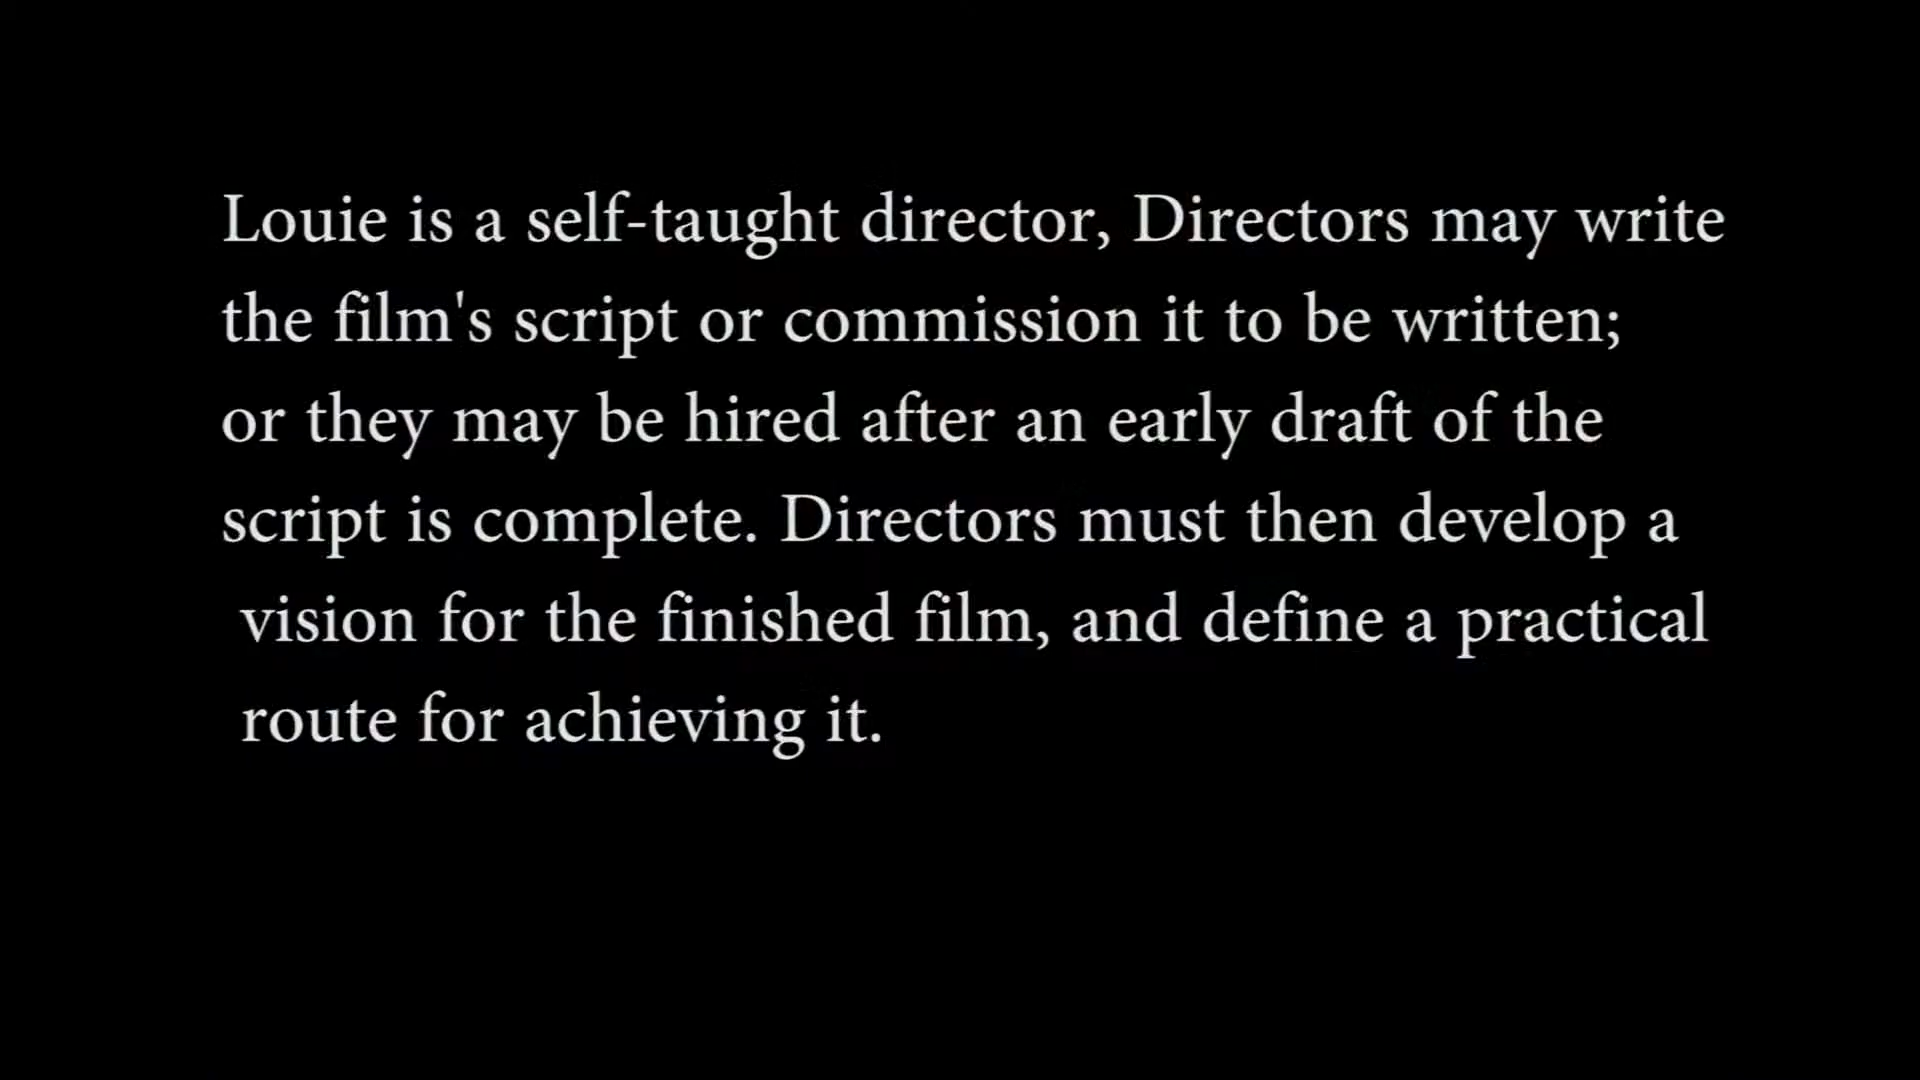 Louie is a self-taught director, Directors may write
the film's script or commission it to be written;
or they may be hired after an early draft of the
script is complete. Directors must then develop a
vision for the finished film, and define a practical
route for achieving it.